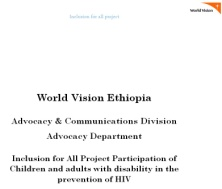 Inclusion for all project
World Vision
World Vision Ethiopia
Advocacy & Communications Division
Advocacy Department
Inclusion for All Project Participation of
Children and adults with disability in the
prevention of HIV